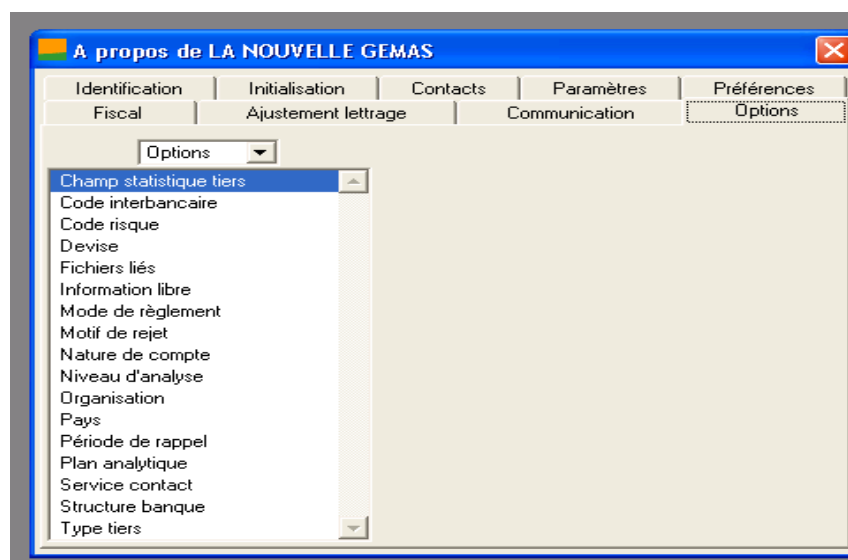 A propos de LA NOUVELLE GEMAS
Identification Initialisation Contacts Paramètres Préférences
Fiscal Ajustement lettrage Communication Options
Options
Champ statistique tiers
Code interbancaire
Code risque
Devise
Fichiers liés
Information libre
Mode de règlement
Motif de rejet
Nature de compte
Niveau d'analyse
Organisation
Pays
Période de rappel
Plan analytique
Service contact
Structure banque
Type tiers